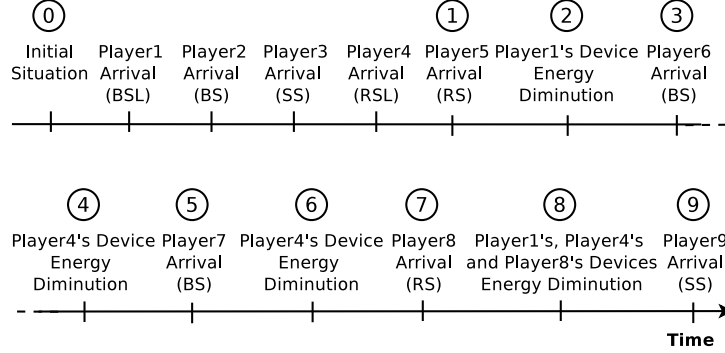 0 1 2 3
Initial Player1 Player2 Player3 Player4 Player5 Player1's Device Player6
Situation Arrival Arrival Arrival Arrival Arrival Energy Arrival
(BSL) (BS) (SS) (RSL) (RS) Diminution (BS)
4 5 6 7 8 9
Player4's Device Player7 Player4's Device Player8 Player1's, Player4's Player9
Energy Arrival Energy Arrival and Player8's Devices Arrival
Diminution (BS) Diminution (RS) Energy Diminution (SS)
Time